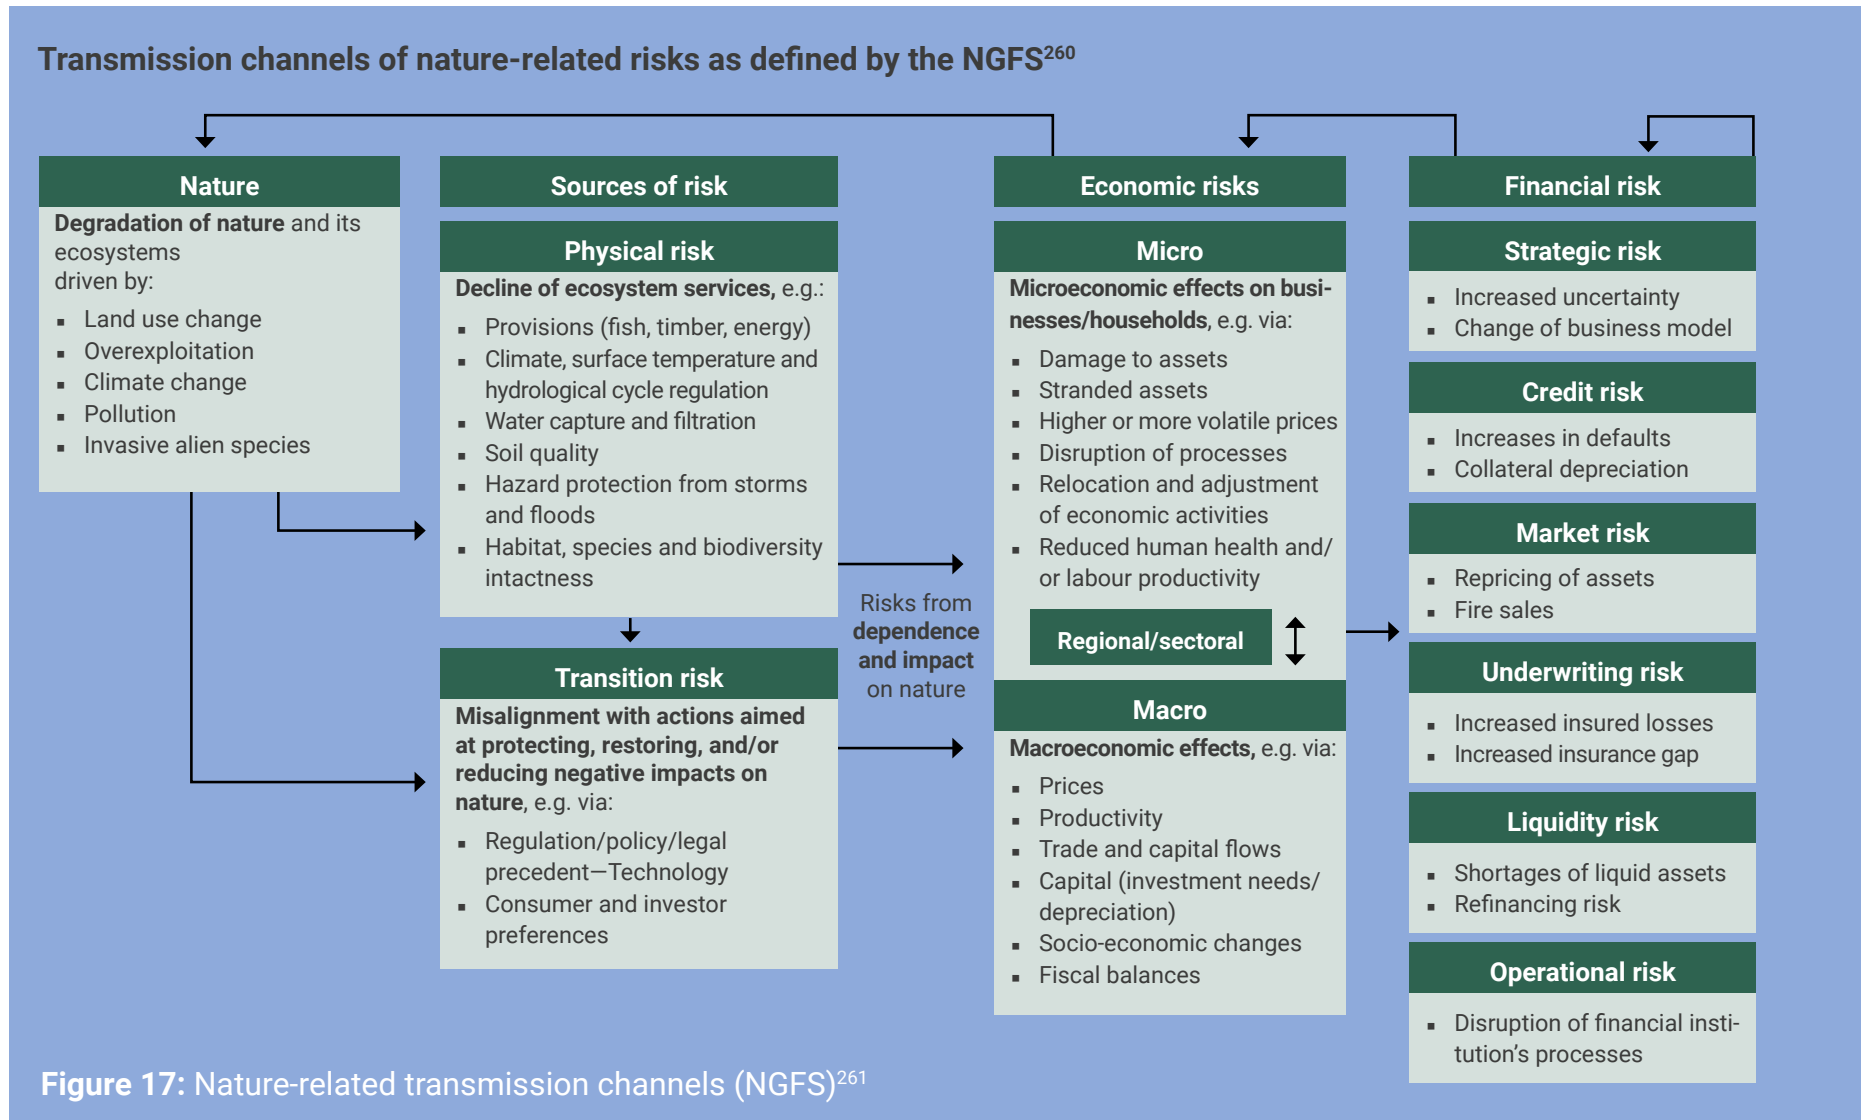 Transmission channels of nature-related risks as defined by the NGFS260
Nature
Degradation of nature and its
ecosystems
driven by:
▪ Land use change
▪ Overexploitation
▪ Climate change
▪ Pollution
▪ Invasive alien species
Sources of risk
Physical risk
Decline of ecosystem services, e.g.:
▪ Provisions (fish, timber, energy)
▪ Climate, surface temperature and
hydrological cycle regulation
▪ Water capture and filtration
▪ Soil quality
▪ Hazard protection from storms
and floods
▪ Habitat, species and biodiversity
intactness
Transition risk
Misalignment with actions aimed
at protecting, restoring, and/or
reducing negative impacts on
nature, e.g. via:
▪ Regulation/policy/legal
precedent—Technology
▪ Consumer and investor
preferences
Risks from
dependence
and impact
on nature
Economic risks
Micro
Microeconomic effects on busi-
nesses/households, e.g. via:
▪ Damage to assets
▪ Stranded assets
▪ Higher or more volatile prices
▪ Disruption of processes
▪ Relocation and adjustment
of economic activities
▪ Reduced human health and/
or labour productivity
Regional/sectoral
Macro
Macroeconomic effects, e.g. via:
▪ Prices
▪ Productivity
▪ Trade and capital flows
▪ Capital (investment needs/
depreciation)
▪ Socio-economic changes
▪ Fiscal balances
Financial risk
Strategic risk
▪ Increased uncertainty
▪ Change of business model
Credit risk
▪ Increases in defaults
▪ Collateral depreciation
Market risk
▪ Repricing of assets
▪ Fire sales
Underwriting risk
▪ Increased insured losses
▪ Increased insurance gap
Liquidity risk
▪ Shortages of liquid assets
▪ Refinancing risk
Operational risk
▪ Disruption of financial insti-
tution's processes
Figure 17: Nature-related transmission channels (NGFS)261